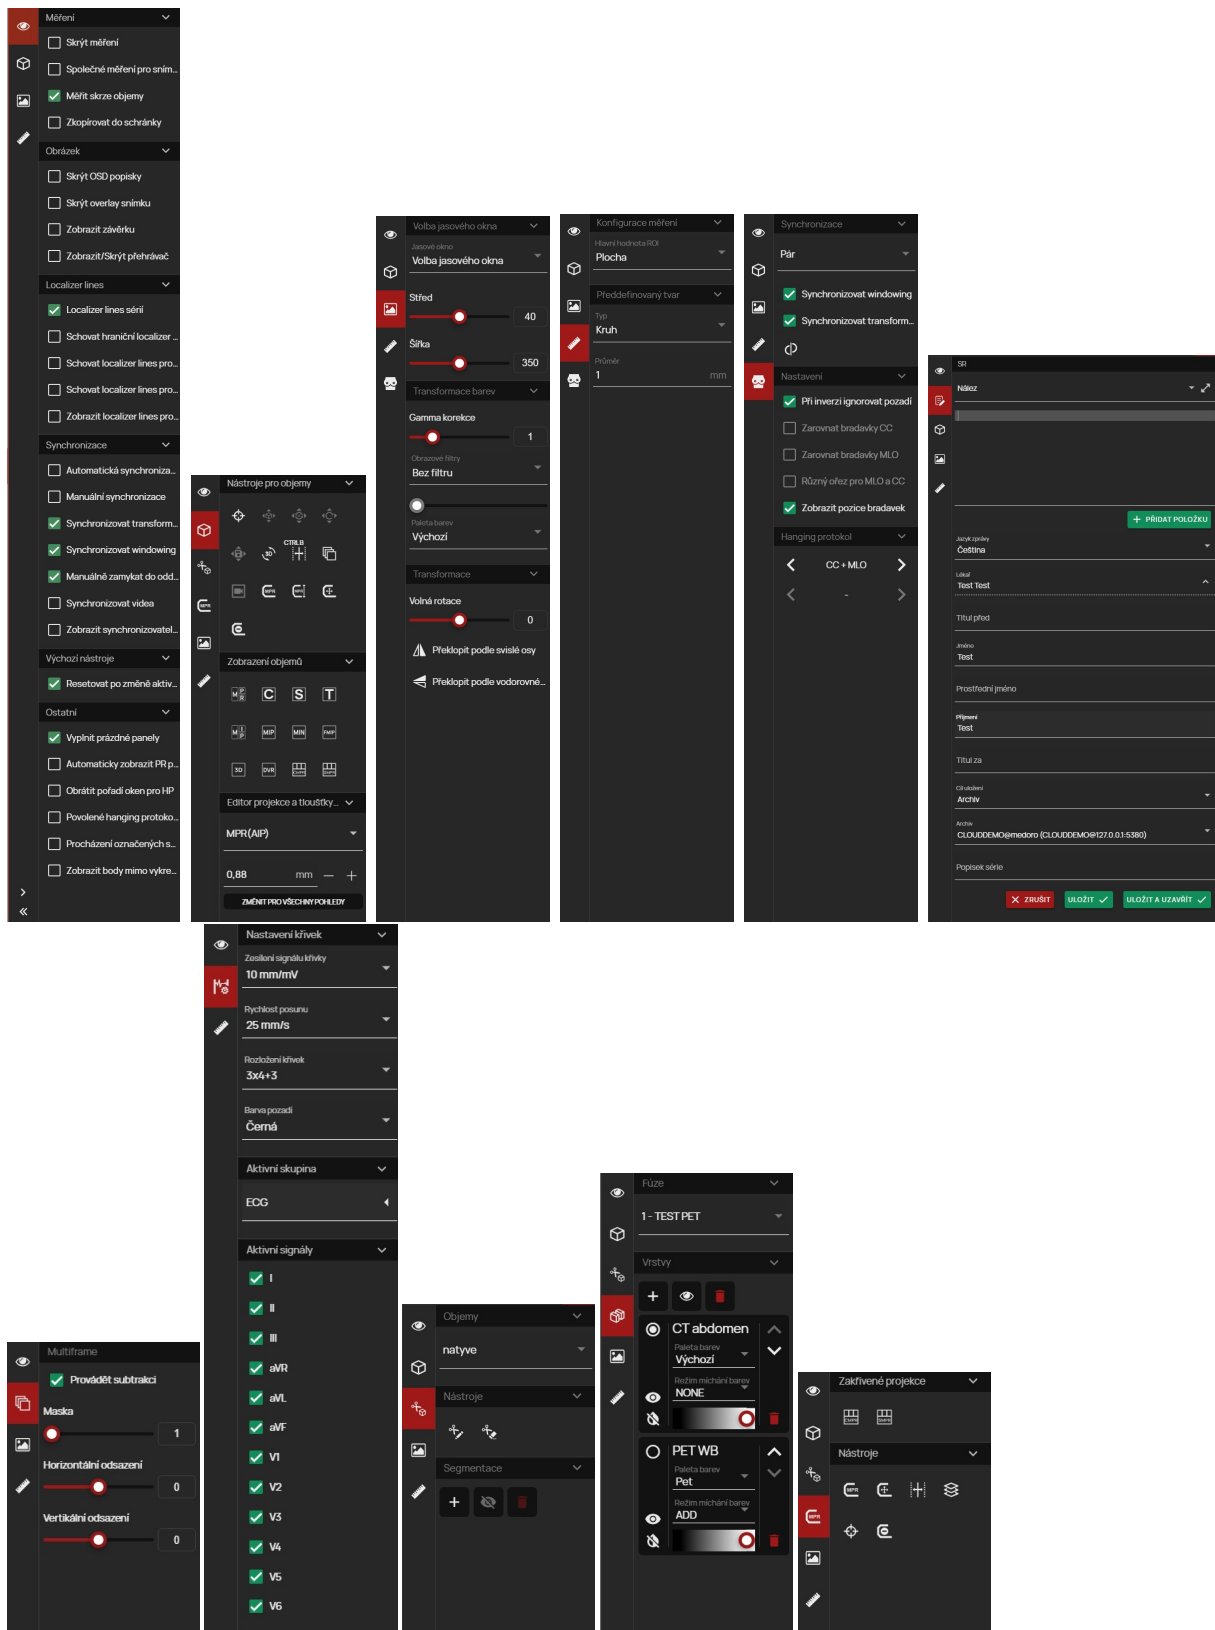 Měření
Skrýt měření
Společné měření pro sním...
Měřit skrze objemy
Zkopírovat do schránky
Obrázek
Skrýt OSD popisky
Skrýt overlay snímku
Zobrazit závěrku
Zobrazit/Skrýt přehrávač
Localizer lines
Localizer lines sérií
Schovat hraniční localizer ...
Schovat localizer lines pro...
Schovat localizer lines pro...
Zobrazit localizer lines pro...
Synchronizace
Automatická synchroniza...
Manuální synchronizace
Synchronizovat transform...
Synchronizovat windowing
Manuálně zamykat do odd...
Synchronizovat videa
Zobrazit synchronizovatel...
Výchozí nástroje
Resetovat po změně aktiv...
Ostatní
Vyplnit prázdné panely
Automaticky zobrazit PR p...
Obrátit pořadí oken pro HP
Povolené hanging protoko...
Procházení označených s...
Zobrazit body mimo vykre...
Nástroje pro objemy
CTRL B
3D
MPR
MPR
Zobrazení objemů
MPR
C
S
T
MIP
MIP
MIN
PMIP
3D
DVR
Editor projekce a tloušťky...
MPR(AIP)
0,88 mm
ZMĚNIT PRO VŠECHNY POHLEDY
MPR
Volba jasového okna
Jasové okno
Volba jasového okna
Střed
40
Šířka
350
Transformace barev
Gamma korekce
1
Obrazové filtry
Bez filtru
Paleta barev
Výchozí
Transformace
Volná rotace
0
Překlopit podle svislé osy
Překlopit podle vodorovné...
Konfigurace měření
Hlavní hodnota ROI
Plocha
Předdefinovaný tvar
Typ
Kruh
Průměr
1 mm
Synchronizace
Pár
Synchronizovat windowing
Synchronizovat transform...
Nastavení
Při inverzi ignorovat pozadí
Zarovnat bradavky CC
Zarovnat bradavky MLO
Různý ořez pro MLO a CC
Zobrazit pozice bradavek
Hanging protokol
CC + MLO
-
SR
Nález
PŘIDAT POLOŽKU
Jazyk zprávy
Čeština
Lékař
Test Test
Titul před
Jméno
Test
Prostřední jméno
Příjmení
Test
Titul za
Cíl uložení
Archiv
Archiv
CLOUDDEMO@medoro (CLOUDDEMO@127.0.0.1:5380)
Popisek série
ZRUŠIT
ULOŽIT
ULOŽIT A UZAVŘÍT
Multiframe
Provádět subtrakci
Maska
1
Horizontální odsazení
0
Vertikální odsazení
0
Nastavení křivek
Zesílení signálu křivky
10 mm/mV
Rychlost posunu
25 mm/s
Rozložení křivek
3x4+3
Barva pozadí
Černá
Aktivní skupina
ECG
Aktivní signály
I
II
III
aVR
aVL
aVF
V1
V2
V3
V4
V5
V6
Objemy
natyve
Nástroje
Segmentace
Fúze
1 - TEST PET
Vrstvy
CT abdomen
Paleta barev
Výchozí
Režim míchání barev
NONE
PET WB
Paleta barev
Pet
Režim míchání barev
ADD
Zakřivené projekce
Nástroje
MPR
MPR